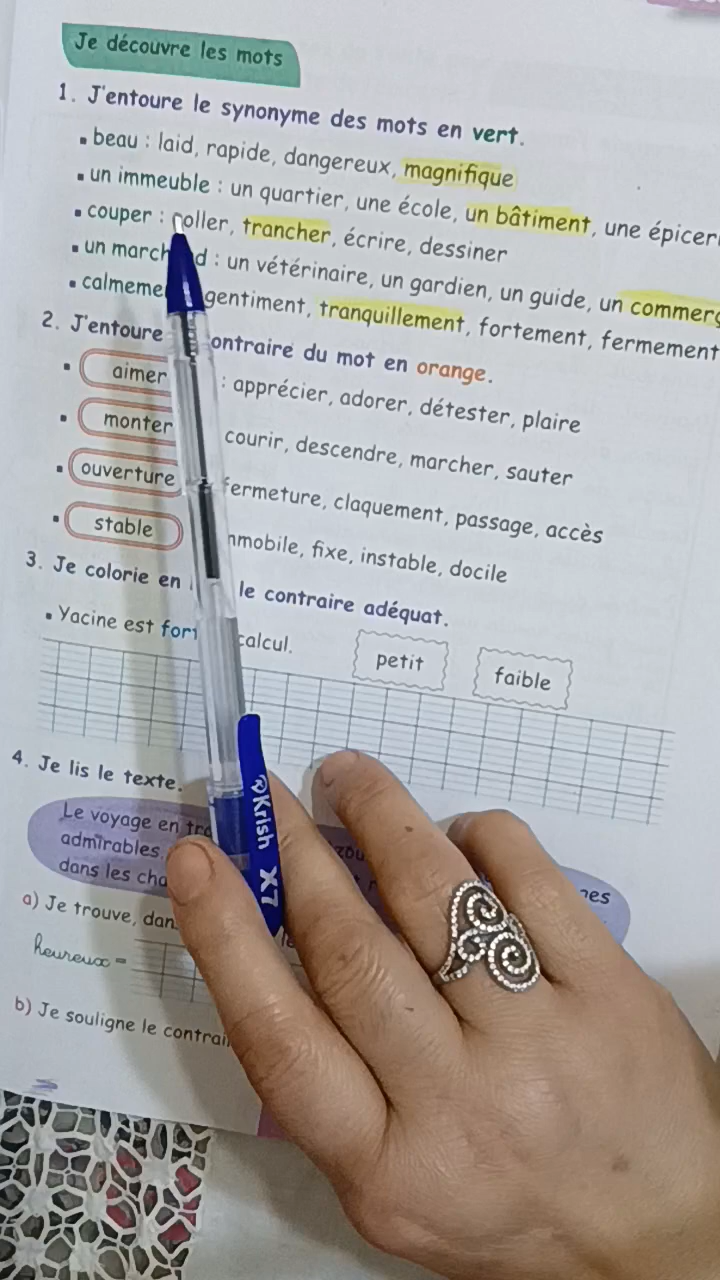 Je découvre les mots
1. J'entoure le synonyme des mots en vert.
▪ beau : laid, rapide, dangereux, magnifique
▪ un immeuble : un quartier, une école, un bâtiment, une épicer
▪ couper : coller, trancher, écrire, dessiner
▪ un march d : un vétérinaire, un gardien, un guide, un commerç
▪ calmeme gentiment, tranquillement, fortement, fermement
2. J'entoure ontraire du mot en orange.
▪ aimer : apprécier, adorer, détester, plaire
▪ monter courir, descendre, marcher, sauter
▪ ouverture fermeture, claquement, passage, accès
▪ stable mmobile, fixe, instable, docile
3. Je colorie en le contraire adéquat.
▪ Yacine est fort calcul. petit faible
4. Je lis le texte.
Le voyage en tra
admirables.
dans les cha nes
a) Je trouve, dan
heureux =
b) Je souligne le contrai
Krish X7